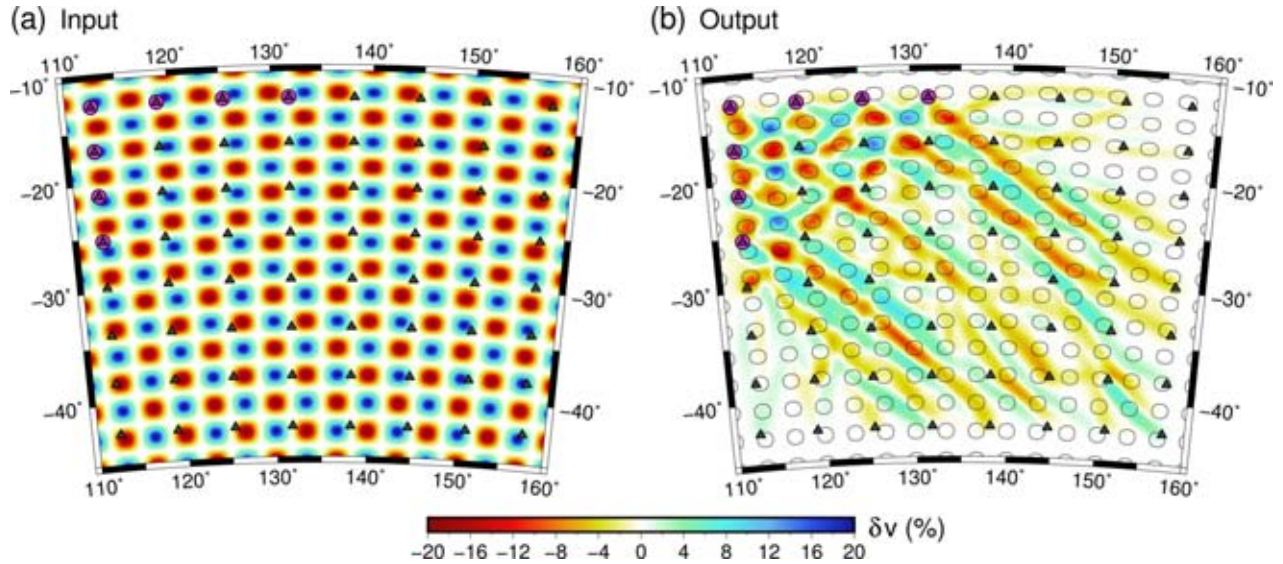 (a) Input
(b) Output
110˚ 120˚ 130˚ 140˚ 150˚ 160˚
110˚ 120˚ 130˚ 140˚ 150˚ 160˚
−10˚ −10˚ −10˚ −10˚
−20˚ −20˚ −20˚ −20˚
−30˚ −30˚ −30˚ −30˚
−40˚ −40˚ −40˚ −40˚
110˚ 120˚ 130˚ 140˚ 150˚ 160˚
110˚ 120˚ 130˚ 140˚ 150˚ 160˚
δv (%)
−20 −16 −12 −8 −4 0 4 8 12 16 20